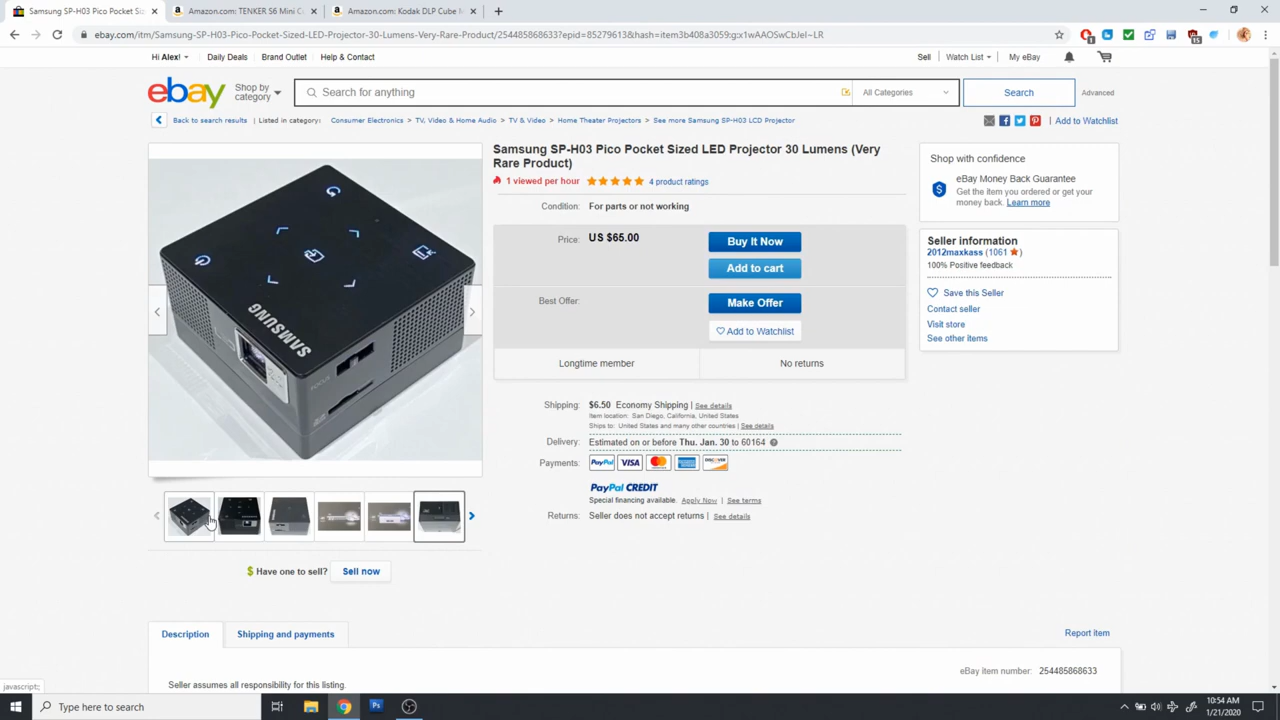 Samsung SP-H03 Pico Pocket Siz
Amazon.com: TENKER S6 Mini C
Amazon.com: Kodak DLP Cube M
ebay.com/itm/Samsung-SP-H03-Pico-Pocket-Sized-LED-Projector-30-Lumens-Very-Rare-Product/254485868633?epid=85279613&hash=item3b408a3059:g:x1wAAOSwCbJeI~LR
1
15
Hi Alex!
Daily Deals
Brand Outlet
Help & Contact
Sell
Watch List
My eBay
ebay
Shop by
category
Search for anything
All Categories
Search
Advanced
Back to search results
Listed in category:
Consumer Electronics > TV, Video & Home Audio > TV & Video > Home Theater Projectors > See more Samsung SP-H03 LCD Projector
Add to Watchlist
SAMSUNG
Samsung SP-H03 Pico Pocket Sized LED Projector 30 Lumens (Very
Rare Product)
1 viewed per hour
4 product ratings
Condition: For parts or not working
Price: US $65.00
Buy It Now
Add to cart
Best Offer:
Make Offer
Add to Watchlist
Longtime member
No returns
Shipping: $6.50 Economy Shipping | See details
Item location: San Diego, California, United States
Ships to: United States and many other countries | See details
Delivery: Estimated on or before Thu. Jan. 30 to 60164
Payments: PayPal VISA MasterCard DISCOVER
PayPal CREDIT
Special financing available. Apply Now | See terms
Returns: Seller does not accept returns | See details
Shop with confidence
eBay Money Back Guarantee
Get the item you ordered or get your
money back. Learn more
Seller information
2012maxkass (1061
100% Positive feedback
Save this Seller
Contact seller
Visit store
See other items
$ Have one to sell? Sell now
Description
Shipping and payments
Report item
eBay item number: 254485868633
Seller assumes all responsibility for this listing.
javascript:;
Type here to search
10:54 AM
1/21/2020